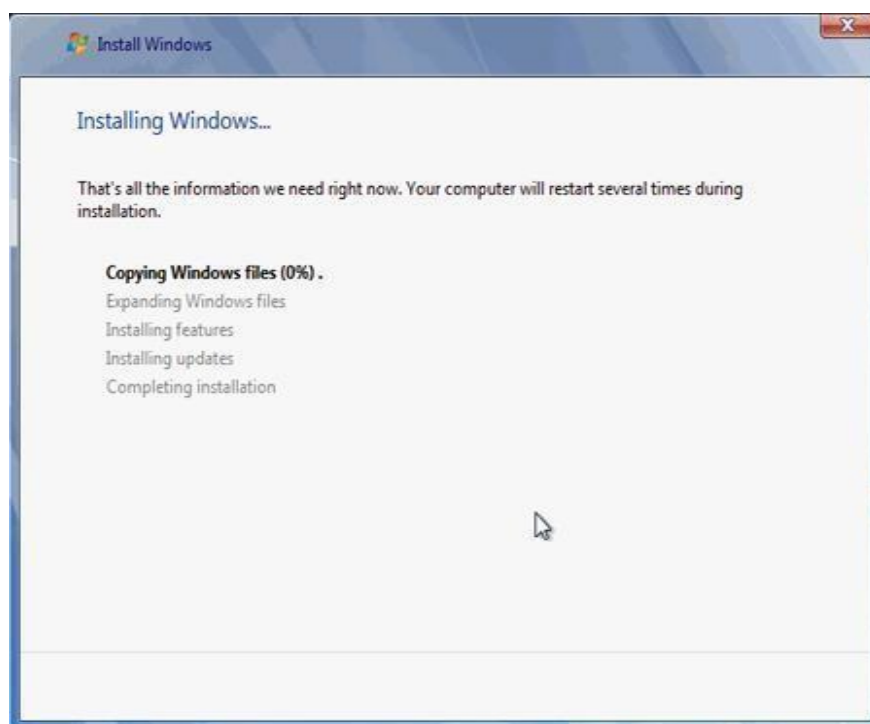 Install Windows
Installing Windows...
That's all the information we need right now. Your computer will restart several times during
installation.
Copying Windows files (0%) .
Expanding Windows files
Installing features
Installing updates
Completing installation